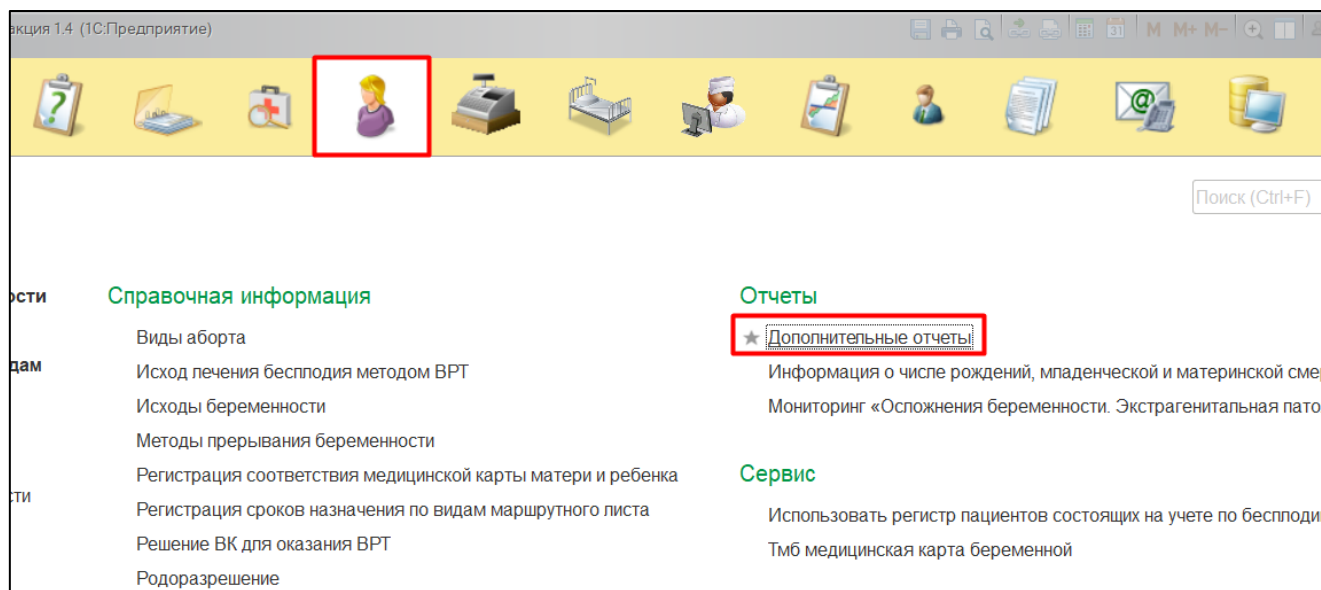 акция 1.4 (1С:Предприятие)
31 M M+ M-
Поиск (Ctrl+F)
ости
Справочная информация
Отчеты
Виды аборта
Дополнительные отчеты
дам
Исход лечения бесплодия методом ВРТ
Информация о числе рождений, младенческой и материнской сме
Исходы беременности
Мониторинг «Осложнения беременности. Экстрагенитальная пато
Методы прерывания беременности
Регистрация соответствия медицинской карты матери и ребенка
Сервис
сти
Регистрация сроков назначения по видам маршрутного листа
Использовать регистр пациентов состоящих на учете по бесплоди
Решение ВК для оказания ВРТ
Тмб медицинская карта беременной
Родоразрешение